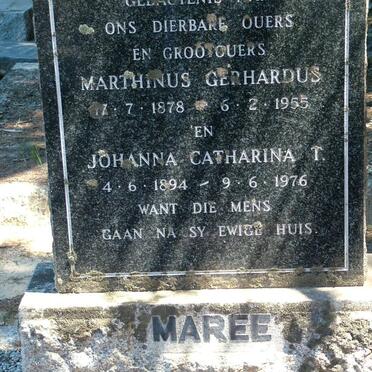 ONS DIERBARE OUERS
EN GROOTOUERS
MARTHINUS GERHARDUS
17 · 7 · 1878 – 6 · 2 · 1955
EN
JOHANNA CATHARINA T.
4 · 6 · 1894 – 9 · 6 · 1976
WANT DIE MENS
GAAN NA SY EWIGE HUIS
MAREE